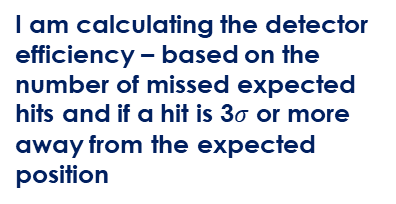 I am calculating the detector
efficiency – based on the
number of missed expected
hits and if a hit is 3𝜎 or more
away from the expected
position